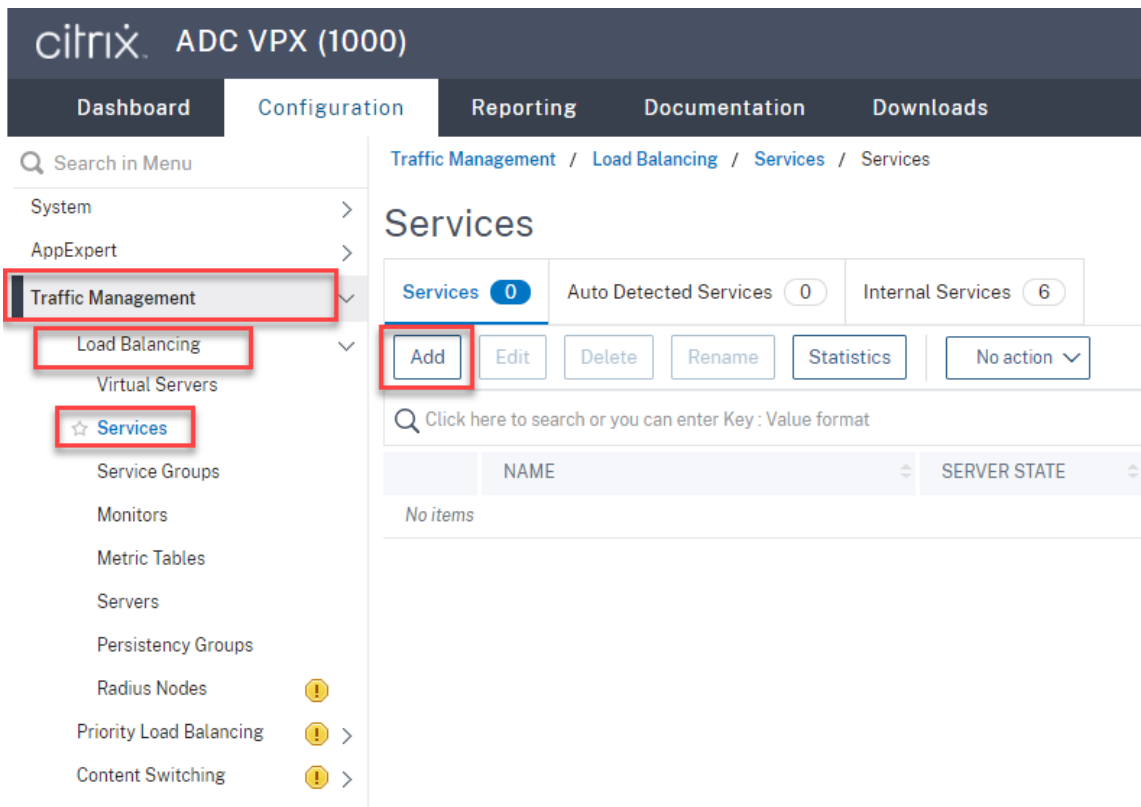 citrix. ADC VPX (1000)
Dashboard Configuration Reporting Documentation Downloads
Search in Menu
Traffic Management / Load Balancing / Services / Services
System
Services
AppExpert
Traffic Management
Services 0 Auto Detected Services 0 Internal Services 6
Load Balancing
Add Edit Delete Rename Statistics No action
Virtual Servers
Services
Click here to search or you can enter Key : Value format
Service Groups
NAME SERVER STATE
Monitors
No items
Metric Tables
Servers
Persistency Groups
Radius Nodes
Priority Load Balancing
Content Switching